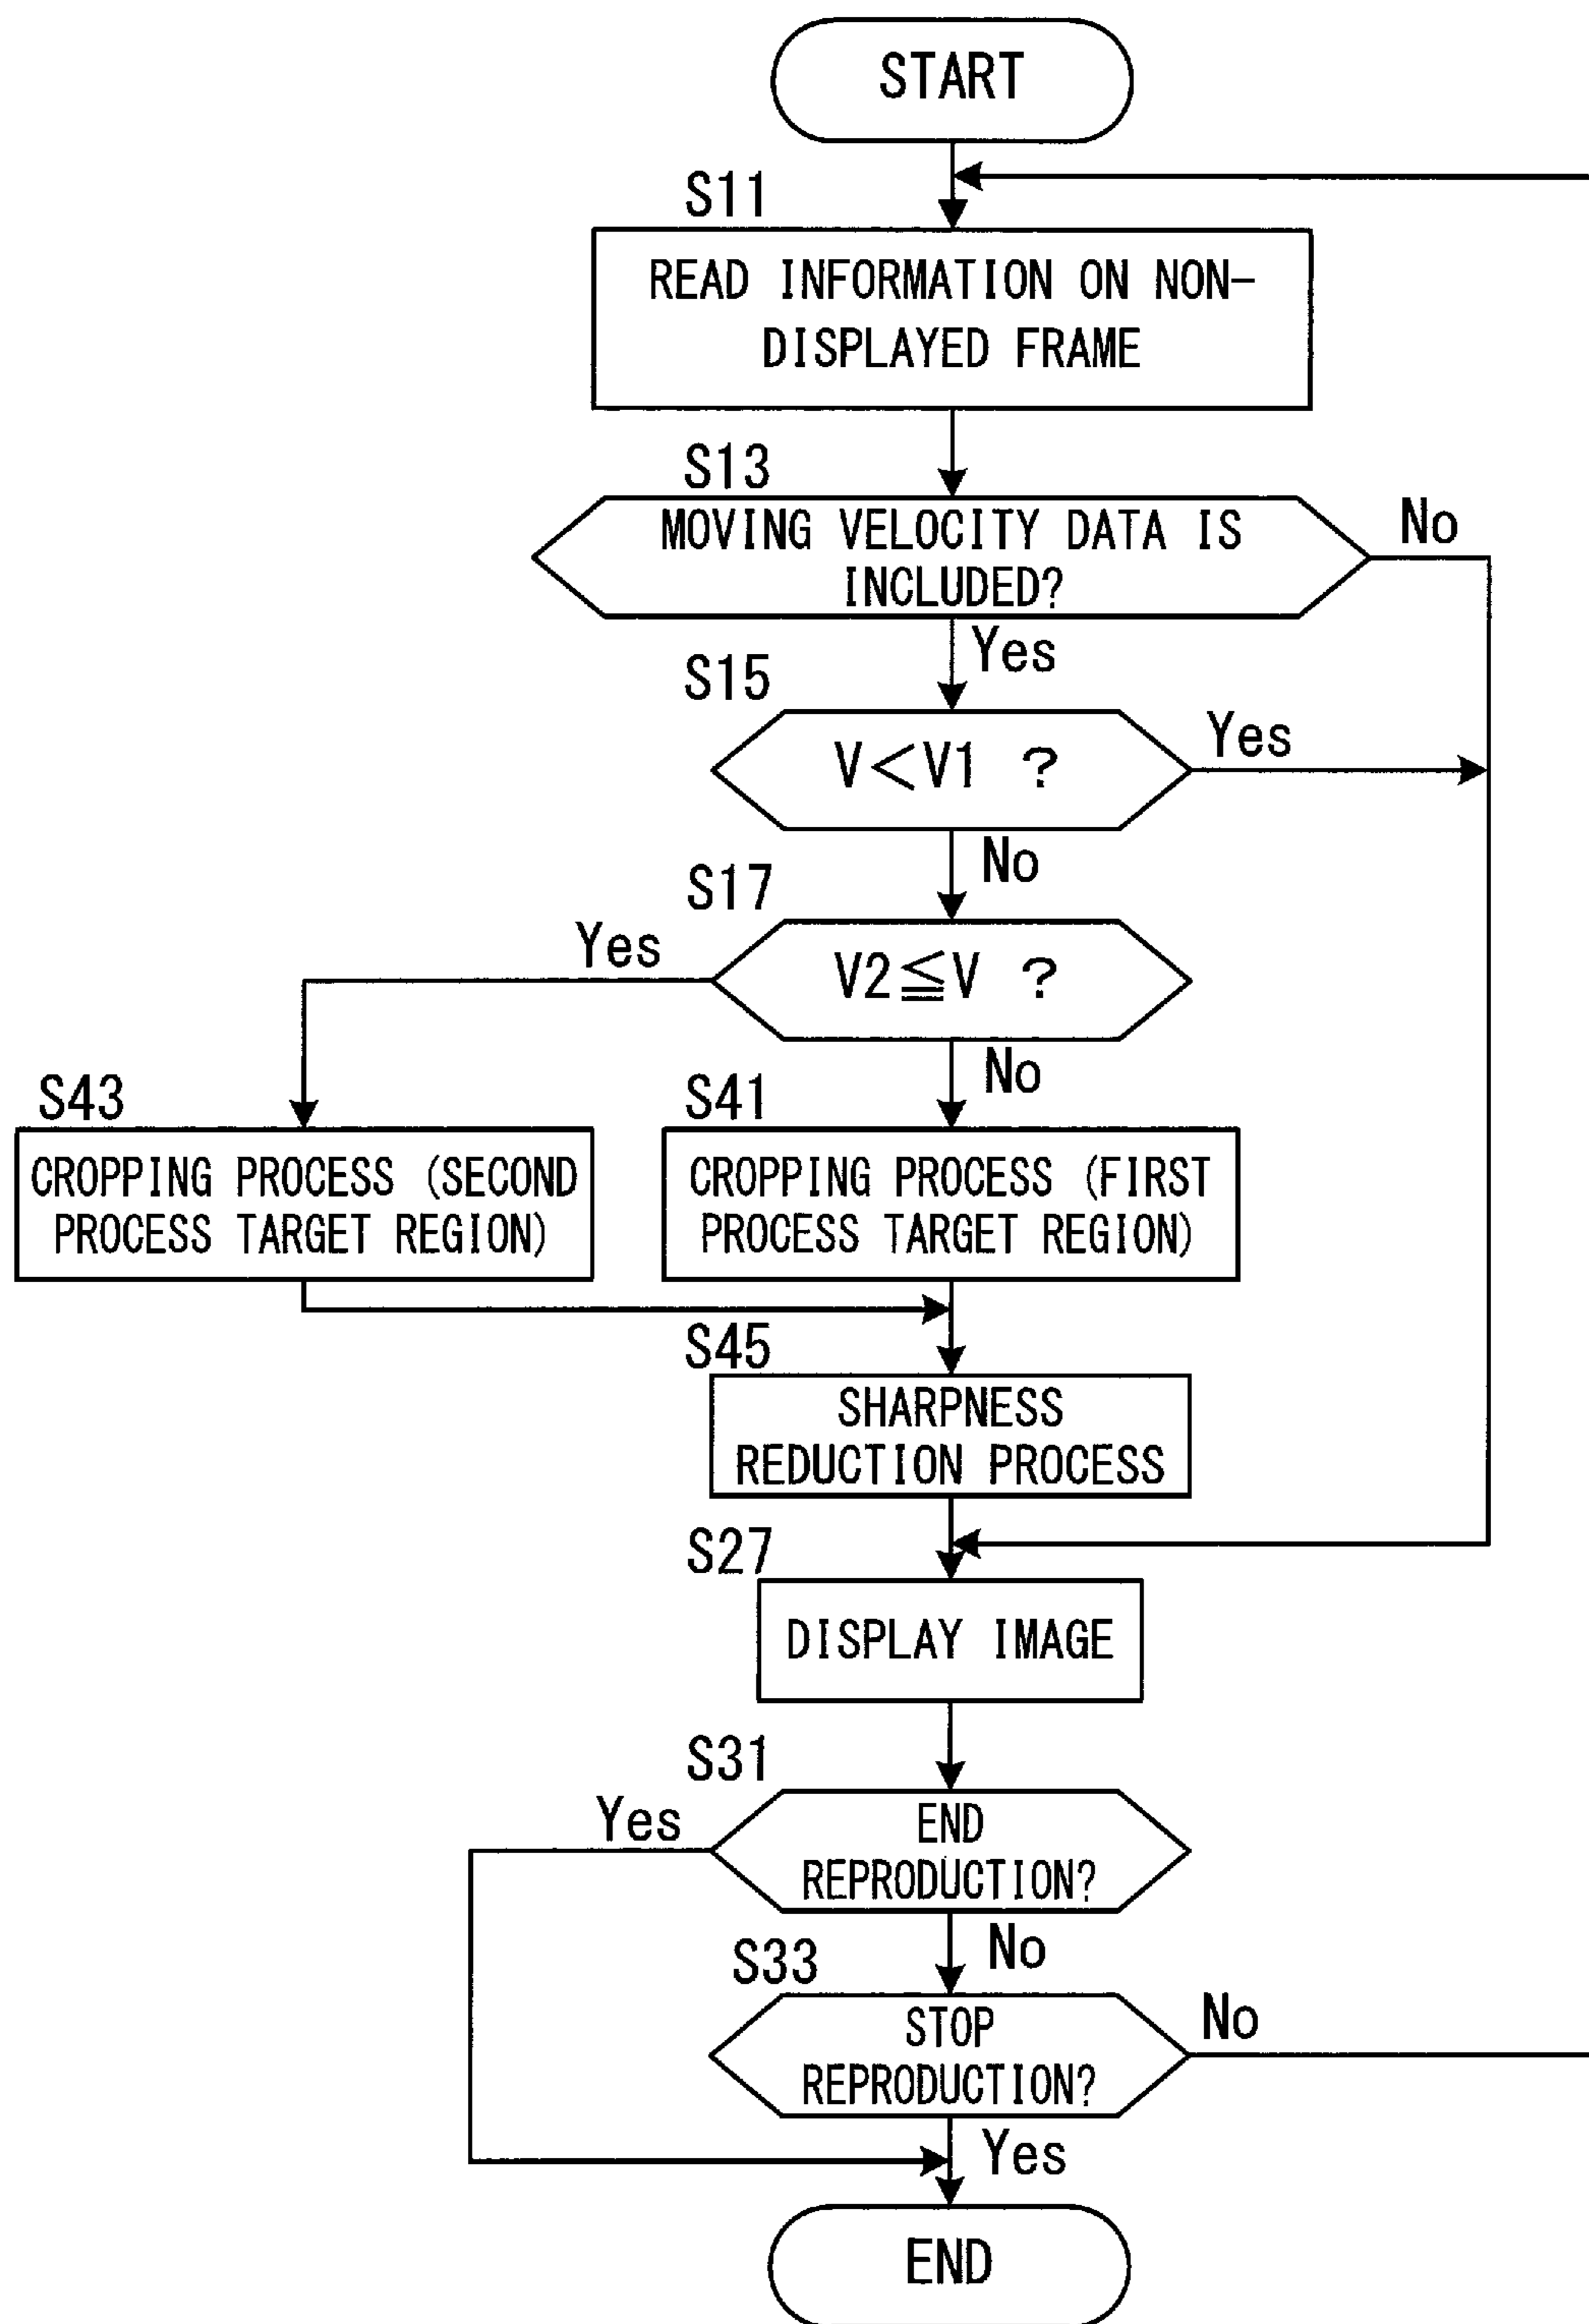 START
S11
READ INFORMATION ON NON-
DISPLAYED FRAME
S13
MOVING VELOCITY DATA IS
INCLUDED?
No
Yes
S15
V<V1 ?
Yes
No
S17
V2≦V ?
Yes
No
S43
CROPPING PROCESS (SECOND
PROCESS TARGET REGION)
S41
CROPPING PROCESS (FIRST
PROCESS TARGET REGION)
S45
SHARPNESS
REDUCTION PROCESS
S27
DISPLAY IMAGE
S31
END
REPRODUCTION?
Yes
No
S33
STOP
REPRODUCTION?
No
Yes
END